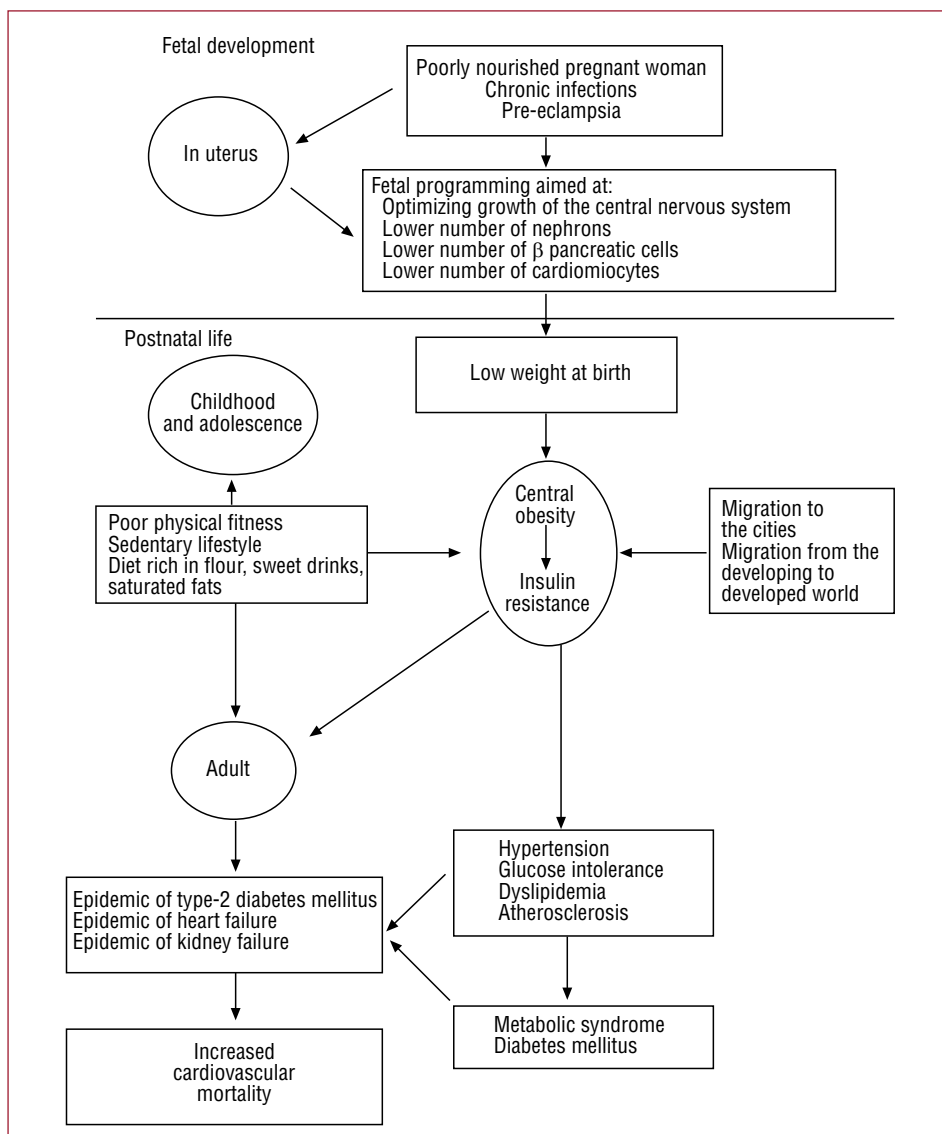 Fetal development
Poorly nourished pregnant woman
Chronic infections
Pre-eclampsia
In uterus
Fetal programming aimed at:
Optimizing growth of the central nervous system
Lower number of nephrons
Lower number of β pancreatic cells
Lower number of cardiomiocytes
Postnatal life
Low weight at birth
Childhood
and adolescence
Central
obesity
Insulin
resistance
Poor physical fitness
Sedentary lifestyle
Diet rich in flour, sweet drinks,
saturated fats
Migration to
the cities
Migration from the
developing to
developed world
Adult
Hypertension
Glucose intolerance
Dyslipidemia
Atherosclerosis
Epidemic of type-2 diabetes mellitus
Epidemic of heart failure
Epidemic of kidney failure
Metabolic syndrome
Diabetes mellitus
Increased
cardiovascular
mortality